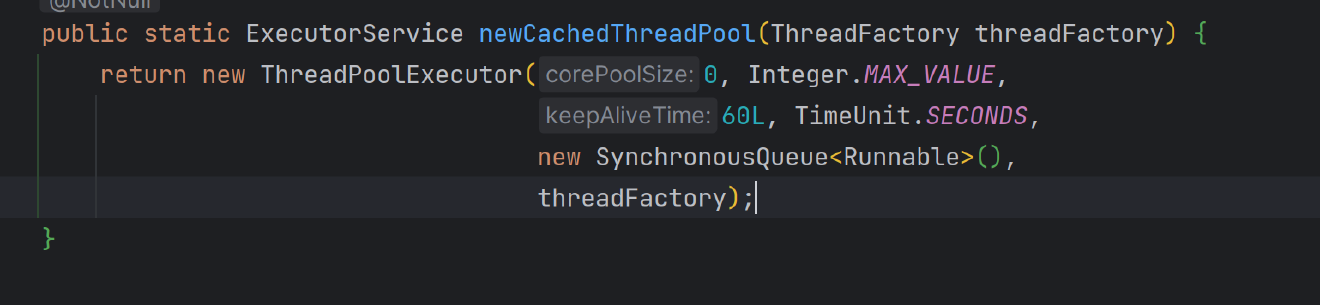 @NotNull
public static ExecutorService newCachedThreadPool(ThreadFactory threadFactory) {
return new ThreadPoolExecutor( corePoolSize: 0, Integer.MAX_VALUE,
keepAliveTime: 60L, TimeUnit.SECONDS,
new SynchronousQueue<Runnable>(),
threadFactory);
}